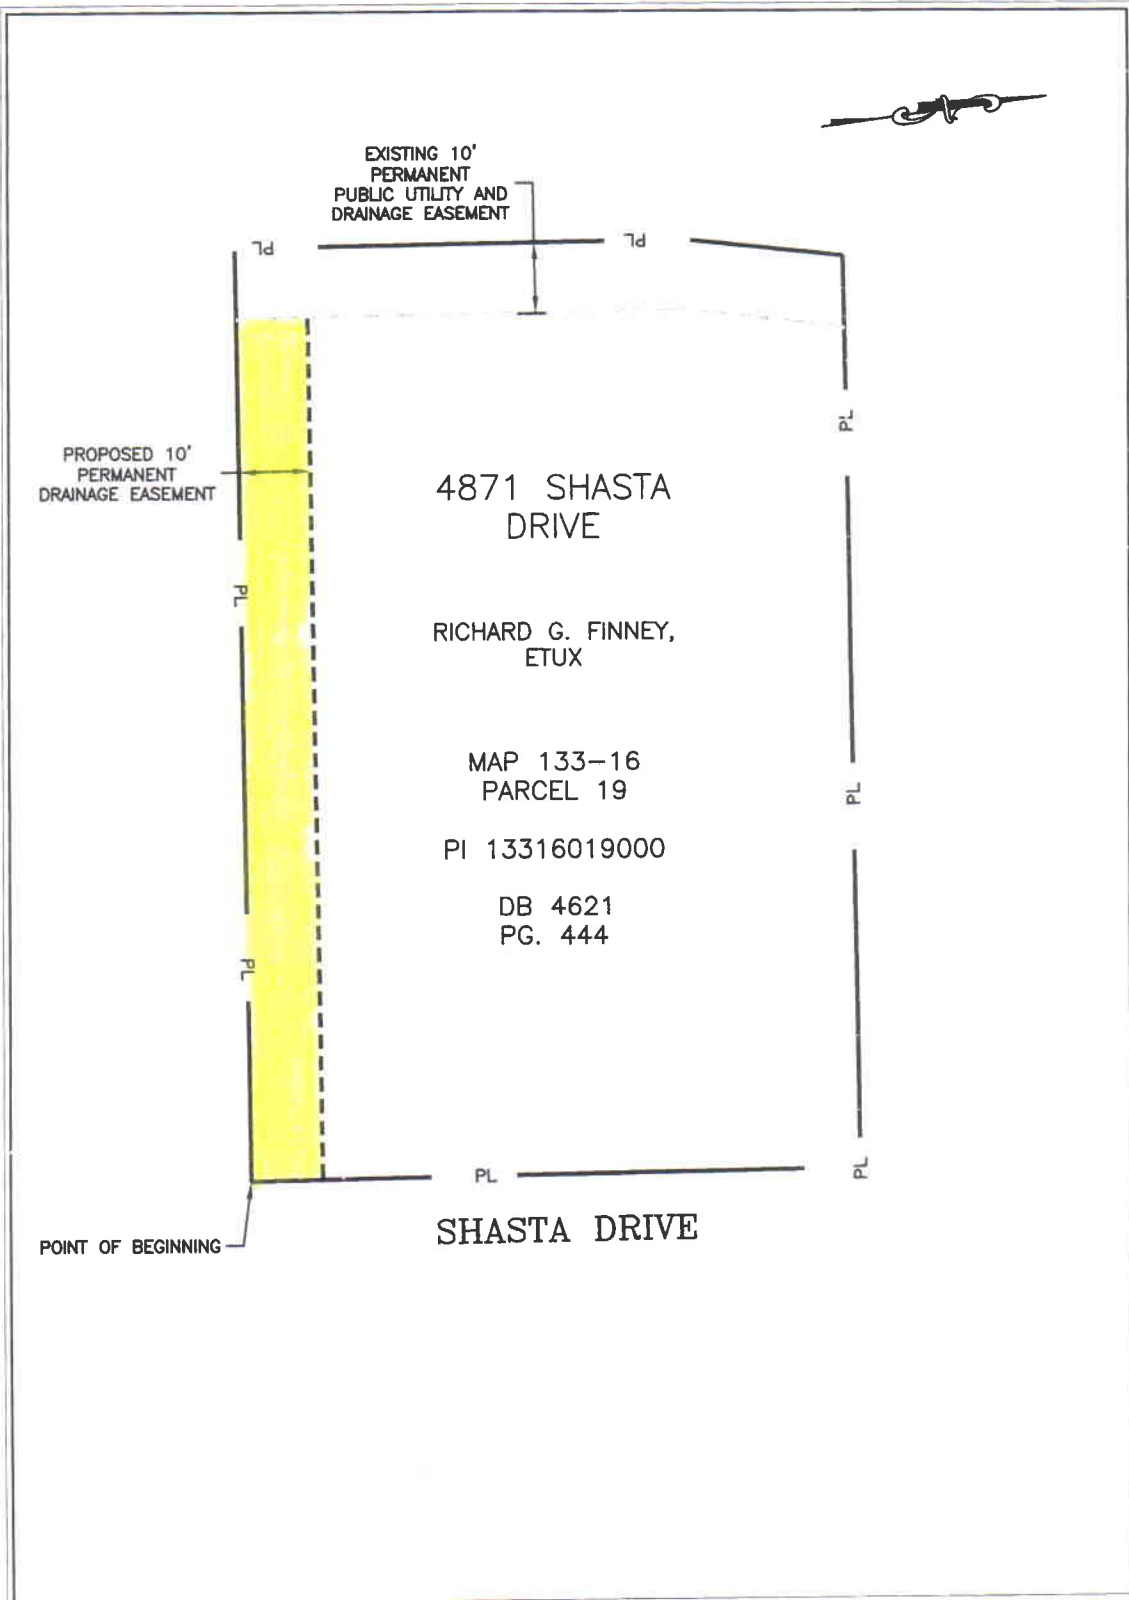 EXISTING 10'
PERMANENT
PUBLIC UTILITY AND
DRAINAGE EASEMENT
PL
PL
PL
PROPOSED 10'
PERMANENT
DRAINAGE EASEMENT
4871 SHASTA
DRIVE
PL
RICHARD G. FINNEY,
ETUX
MAP 133-16
PARCEL 19
PL
PI 13316019000
DB 4621
PG. 444
PL
PL
PL
SHASTA DRIVE
POINT OF BEGINNING